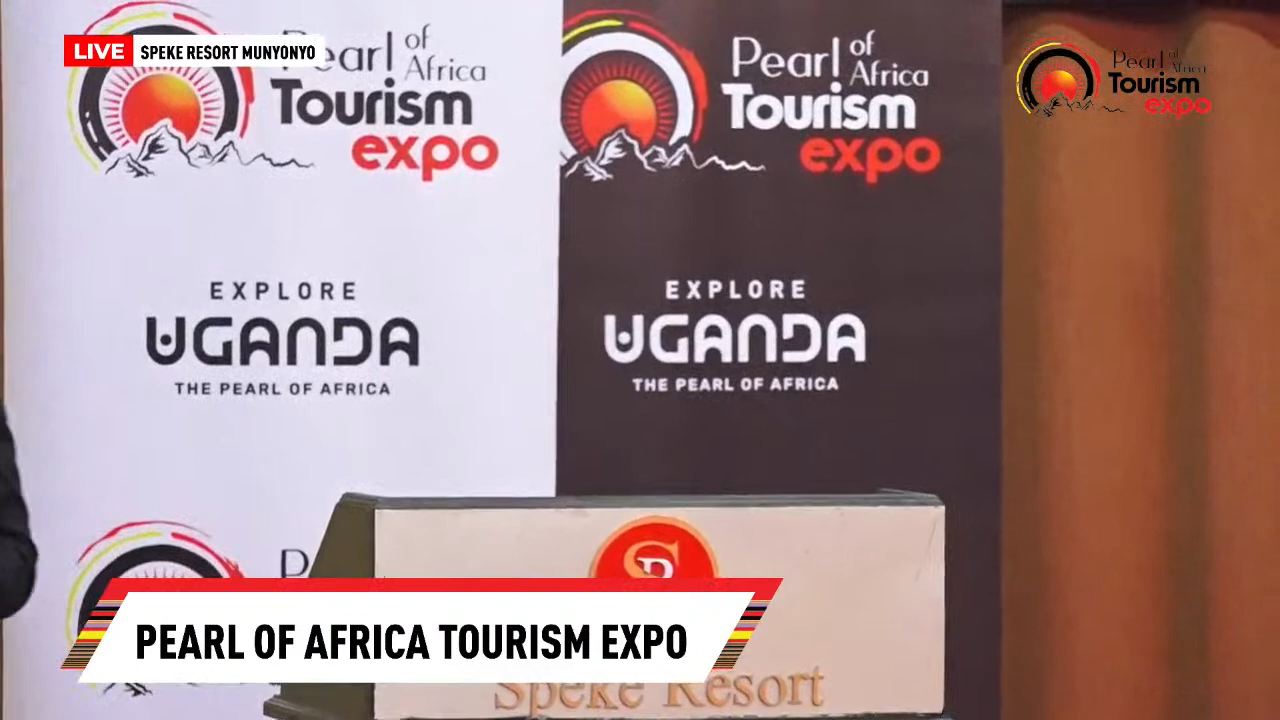 LIVE SPEKE RESORT MUNYONYO
Pearl of Africa
Tourism
expo
Pearl of Africa
Tourism
expo
Pearl of Africa
Tourism
expo
EXPLORE
UGANDA
THE PEARL OF AFRICA
EXPLORE
UGANDA
THE PEARL OF AFRICA
PEARL OF AFRICA TOURISM EXPO
Speke Resort